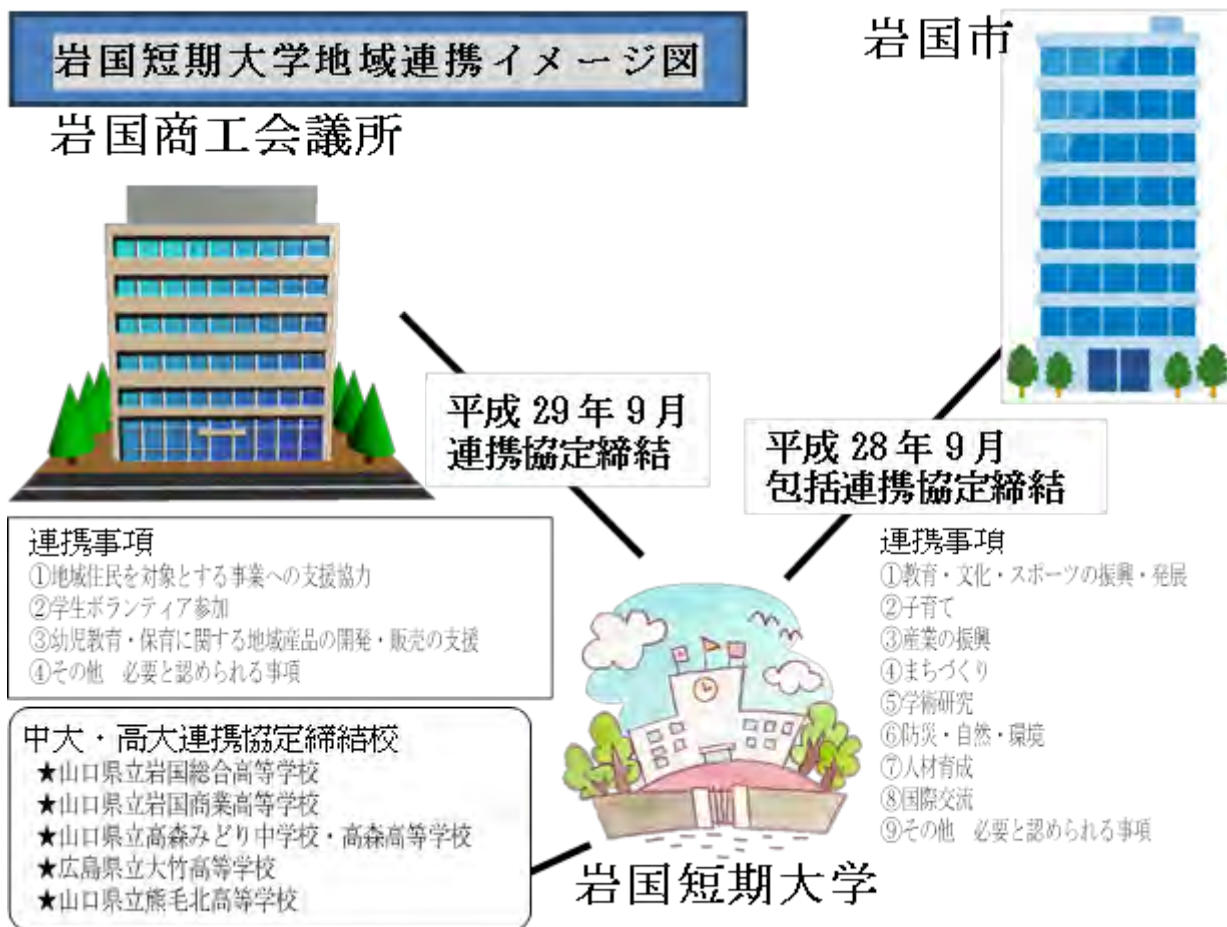 岩国短期大学地域連携イメージ図
岩国市
岩国商工会議所
平成 29 年 9 月
連携協定締結
平成 28 年 9 月
包括連携協定締結
連携事項
①地域住民を対象とする事業への支援協力
②学生ボランティア参加
③幼児教育・保育に関する地域産品の開発・販売の支援
④その他　必要と認められる事項
連携事項
①教育・文化・スポーツの振興・発展
②子育て
③産業の振興
④まちづくり
⑤学術研究
⑥防災・自然・環境
⑦人材育成
⑧国際交流
⑨その他　必要と認められる事項
中大・高大連携協定締結校
★山口県立岩国総合高等学校
★山口県立岩国商業高等学校
★山口県立高森みどり中学校・高森高等学校
★広島県立大竹高等学校
★山口県立熊毛北高等学校
岩国短期大学